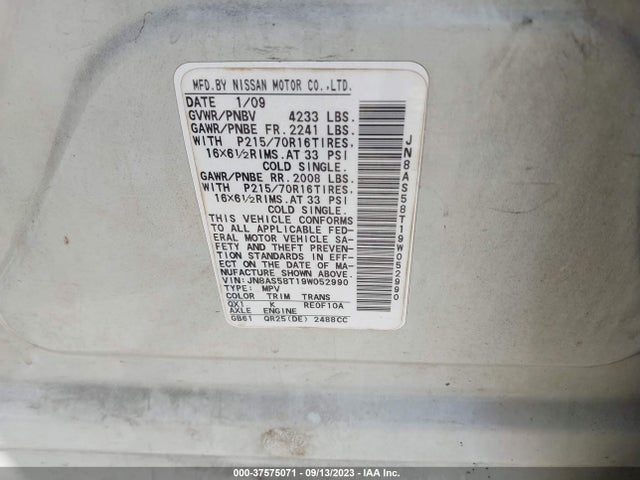 MFD.BY NISSAN MOTOR CO.,LTD.
DATE 1/09
GVWR/PNBV 4233 LBS.
GAWR/PNBE FR. 2241 LBS.
WITH P215/70R16TIRES,
16×6½RIMS.AT 33 PSI
COLD SINGLE.
GAWR/PNBE RR. 2008 LBS.
WITH P215/70R16TIRES,
16×6½RIMS.AT 33 PSI
COLD SINGLE.
THIS VEHICLE CONFORMS
TO ALL APPLICABLE FED-
ERAL MOTOR VEHICLE SA-
FETY AND THEFT PREVEN-
TION STANDARDS IN EFF-
ECT ON THE DATE OF MA-
NUFACTURE SHOWN ABOVE.
VIN:JN8AS58T19W052990
TYPE: MPV
COLOR TRIM TRANS
QX1 K RE0F10A
AXLE ENGINE
GB61 QR25(DE) 2488CC
JN8AS58T19W052990
000-37575071 - 09/13/2023 - IAA Inc.